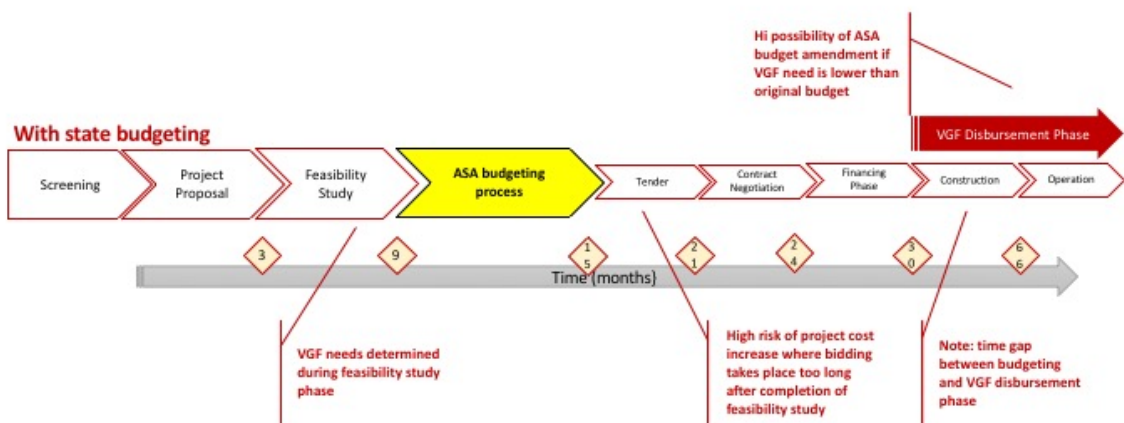 Hi possibility of ASA
budget amendment if
VGF need is lower than
original budget
With state budgeting
VGF Disbursement Phase
Screening
Project
Proposal
Feasibility
Study
ASA budgeting
process
Tender
Contract
Negotiation
Financing
Phase
Construction
Operation
3
9
1
5
2
1
2
4
3
0
6
6
Time (months}
VGF needs determined
during feasibility study
phase
High risk of project cost
increase where bidding
takes place too long
after completion of
feasibility study
Note: time gap
between budgeting
and VGF disbursement
phase